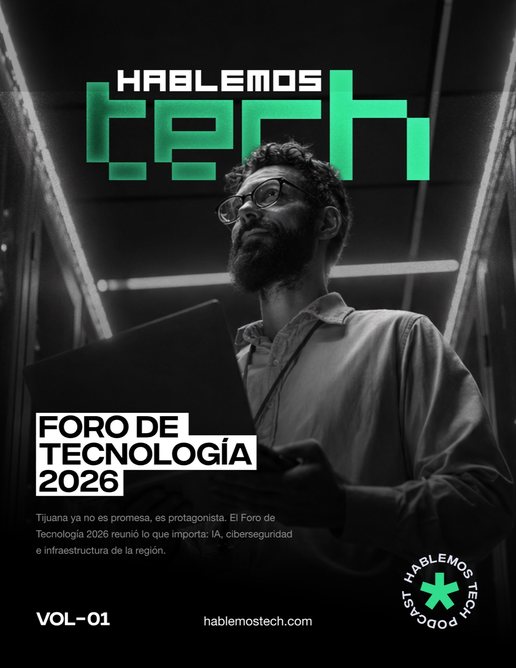 HABLEMOS
tech
FORO DE
TECNOLOGÍA
2026
Tijuana ya no es promesa, es protagonista. El Foro de
Tecnología 2026 reunió lo que importa: IA, ciberseguridad
e infraestructura de la región.
HABLEMOS TECH PODCAST
VOL-01
hablemostech.com